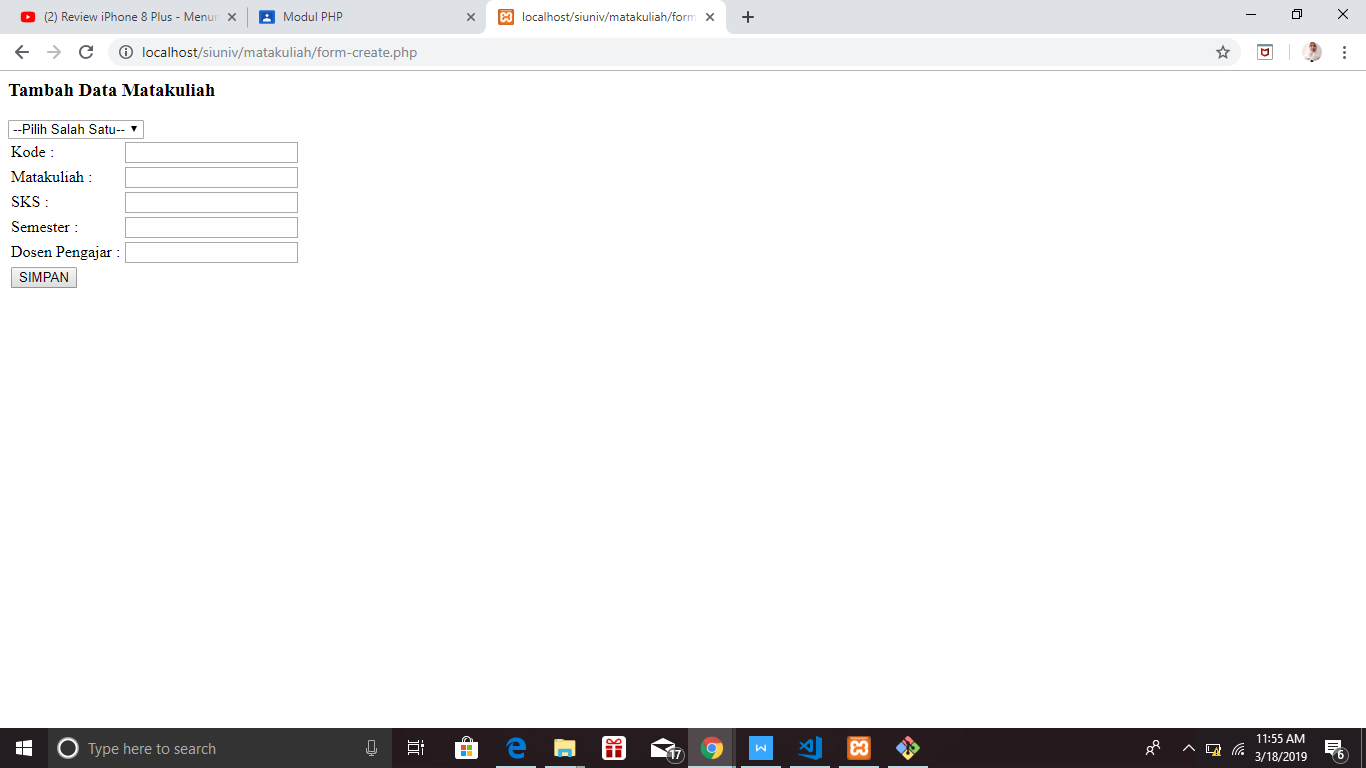 (2) Review iPhone 8 Plus - Menun
Modul PHP
localhost/siuniv/matakuliah/form
localhost/siuniv/matakuliah/form-create.php
Tambah Data Matakuliah
--Pilih Salah Satu--
Kode :
Matakuliah :
SKS :
Semester :
Dosen Pengajar :
SIMPAN
Type here to search
17
W
11:55 AM
3/18/2019
6